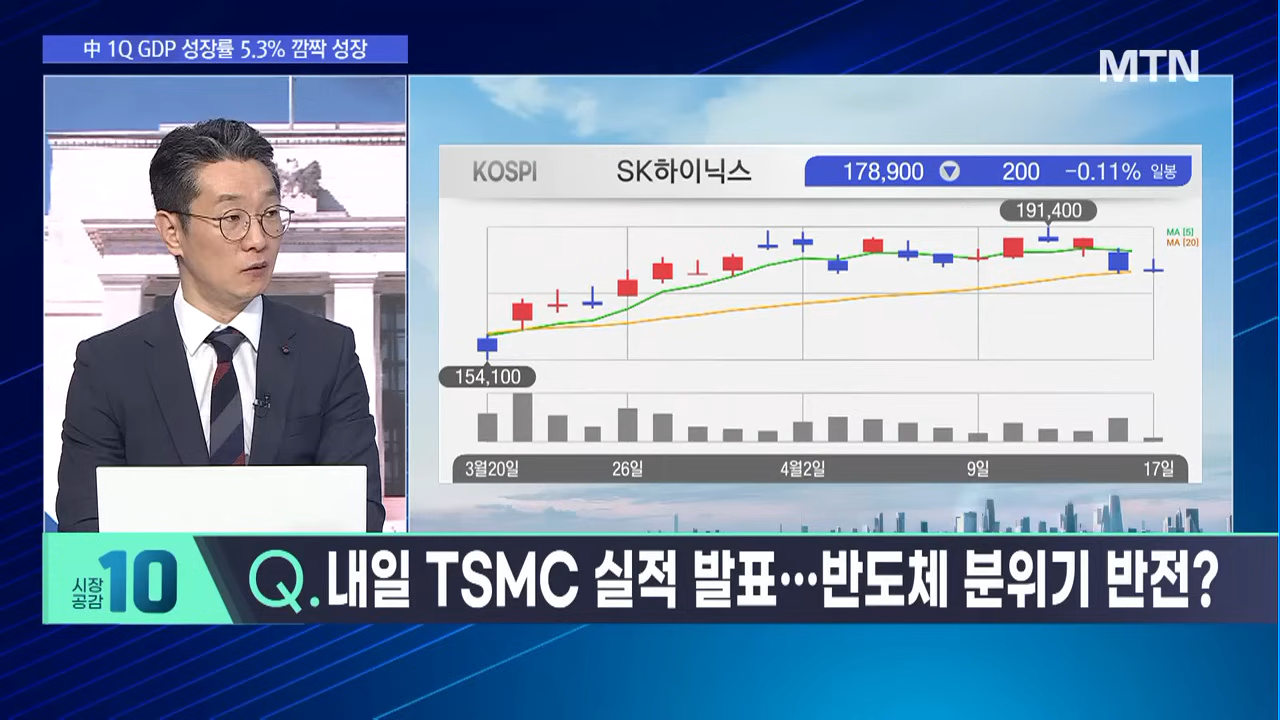 中 1Q GDP 성장률 5.3% 깜짝 성장
MTN
KOSPI SK하이닉스 178,900 ▼ 200 -0.11% 일봉
191,400
MA [5]
MA [20]
154,100
3월20일 26일 4월2일 9일 17일
시장
공감
10
Q.내일 TSMC 실적 발표…반도체 분위기 반전?